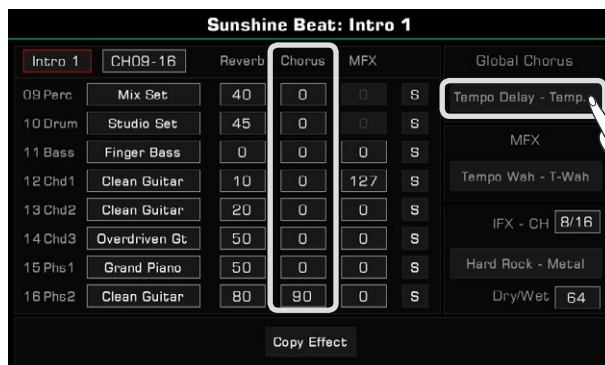 Sunshine Beat: Intro 1
Intro 1 CH09-16 Reverb Chorus MFX
09 Perc Mix Set 40 0 0 S
10 Drum Studio Set 45 0 0 S
11 Bass Finger Bass 0 0 0 S
12 Chd1 Clean Guitar 10 0 127 S
13 Chd2 Clean Guitar 20 0 0 S
14 Chd3 Overdriven Gt 50 0 0 S
15 Phs1 Grand Piano 50 0 0 S
16 Phs2 Clean Guitar 80 90 0 S
Global Chorus
Tempo Delay - Temp..
MFX
Tempo Wah - T-Wah
IFX - CH 8/16
Hard Rock - Metal
Dry/Wet 64
Copy Effect